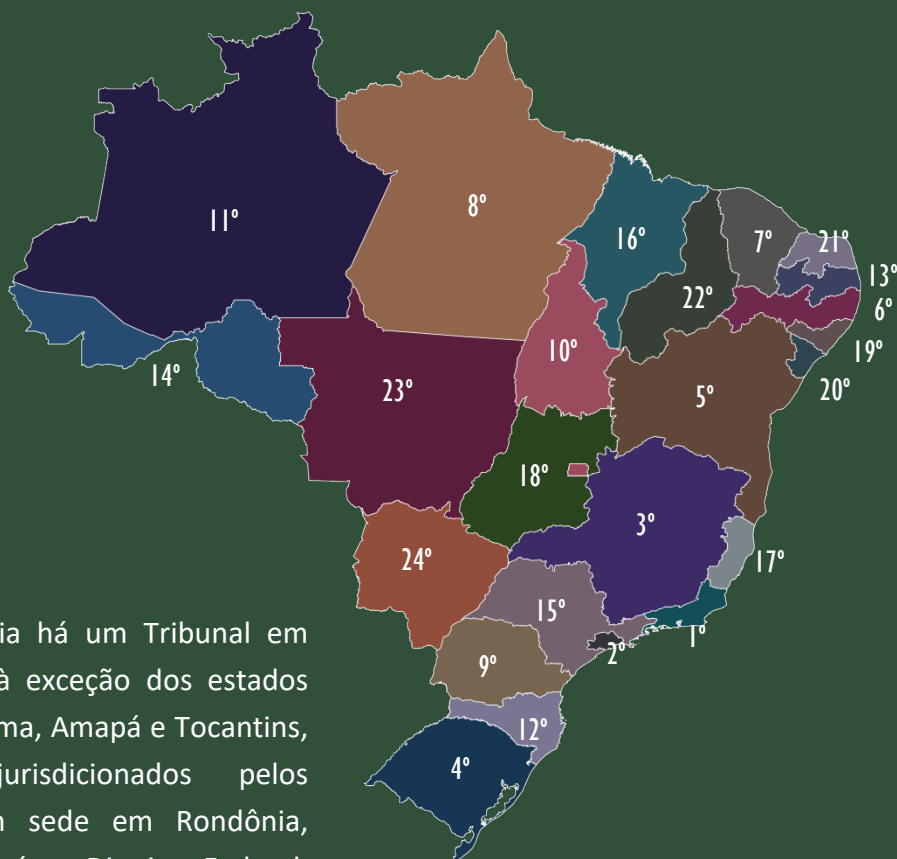 11º
8º
16º
7º
21º
13º
6º
22º
19º
20º
14º
10º
5º
23º
18º
3º
24º
17º
15º
1º
2º
9º
12º
4º
ia há um Tribunal em
à exceção dos estados
ma, Amapá e Tocantins,
jurisdicionados pelos
sede em Rondônia,
Distrito Federal